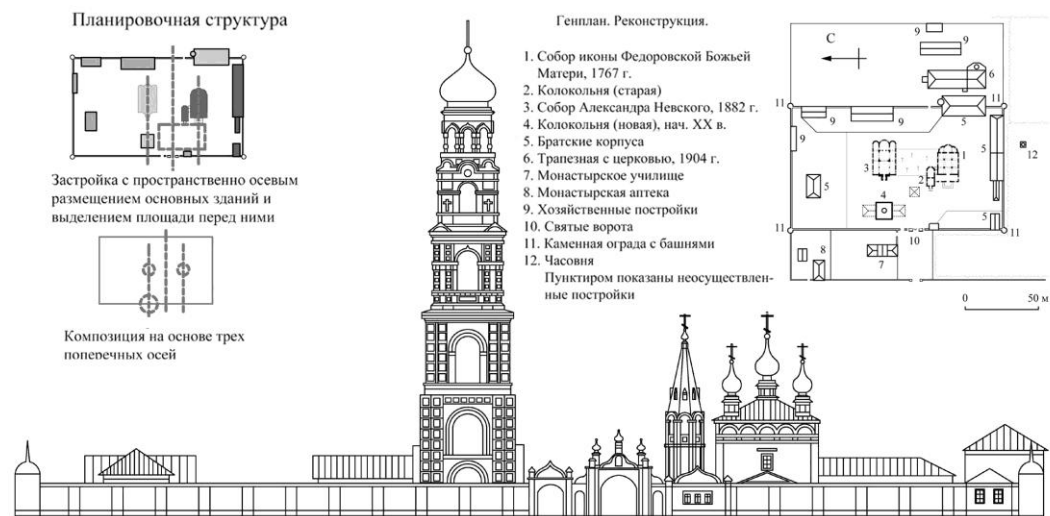 Планировочная структура
Застройка с пространственно осевым
размещением основных зданий и
выделением площади перед ними
Композиция на основе трех
поперечных осей
Генплан. Реконструкция.
1. Собор иконы Федоровской Божьей
Матери, 1767 г.
2. Колокольня (старая)
3. Собор Александра Невского, 1882 г.
4. Колокольня (новая), нач. XX в.
5. Братские корпуса
6. Трапезная с церковью, 1904 г.
7. Монастырское училище
8. Монастырская аптека
9. Хозяйственные постройки
10. Святые ворота
11. Каменная ограда с башнями
12. Часовня
Пунктиром показаны неосуществлен-
ные постройки
9
С
9
6
11
9
9
5
11
9
3
1
5
12
2
5
4
5
11
10
11
8
7
0 50 м